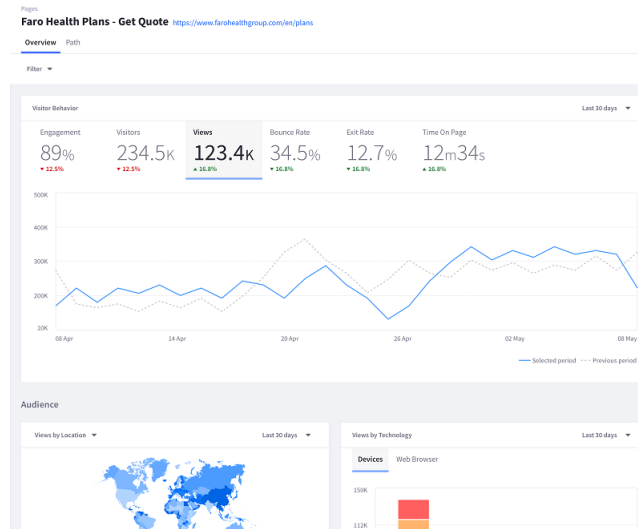 Pages
Faro Health Plans - Get Quote https://www.farohealthgroup.com/en/plans
Overview Path
Filter
Visitor Behavior Last 30 days
Engagement Visitors Views Bounce Rate Exit Rate Time On Page
89% 234.5K 123.4K 34.5% 12.7% 12m34s
12.5% 12.5% 16.8% 16.8% 16.8% 16.8%
500K
400K
300K
200K
10K
08 Apr 14 Apr 20 Apr 26 Apr 02 May 08 May
Selected period Previous period
Audience
Views by Location Last 30 days Views by Technology Last 30 days
Devices Web Browser
150K
112K